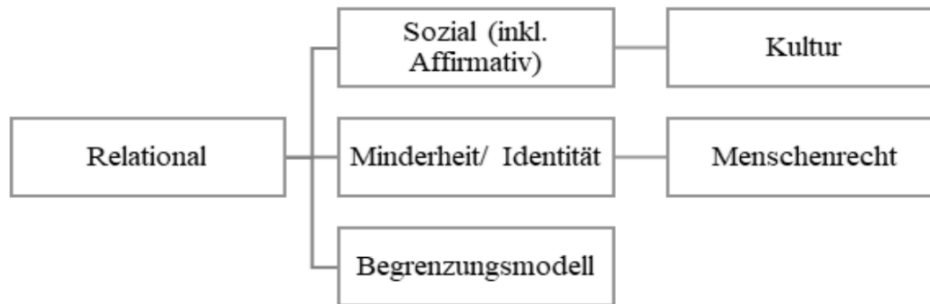 Sozial (inkl.
Affirmativ)
Kultur
Relational
Minderheit/ Identität
Menschenrecht
Begrenzungsmodell